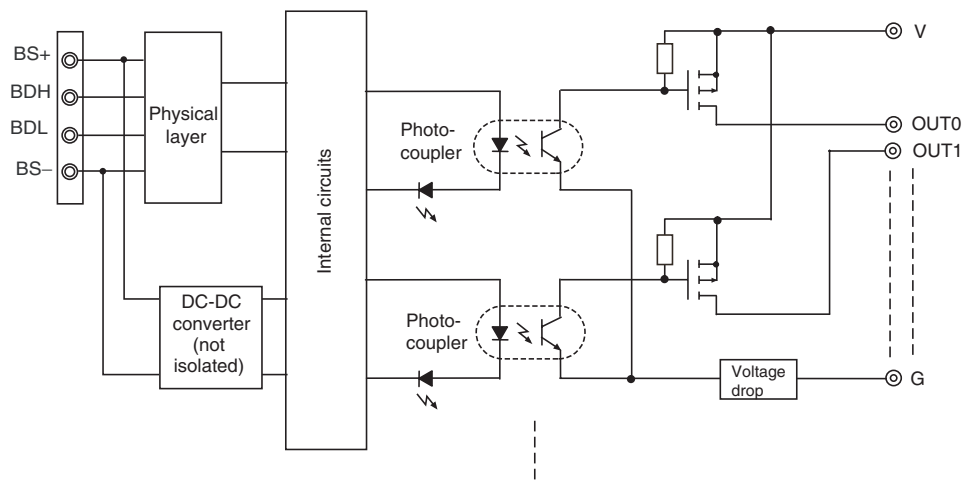 BS+
BDH
BDL
BS–
Physical
layer
DC-DC
converter
(not
isolated)
Internal circuits
Photo-
coupler
Photo-
coupler
Voltage
drop
V
OUT0
OUT1
G